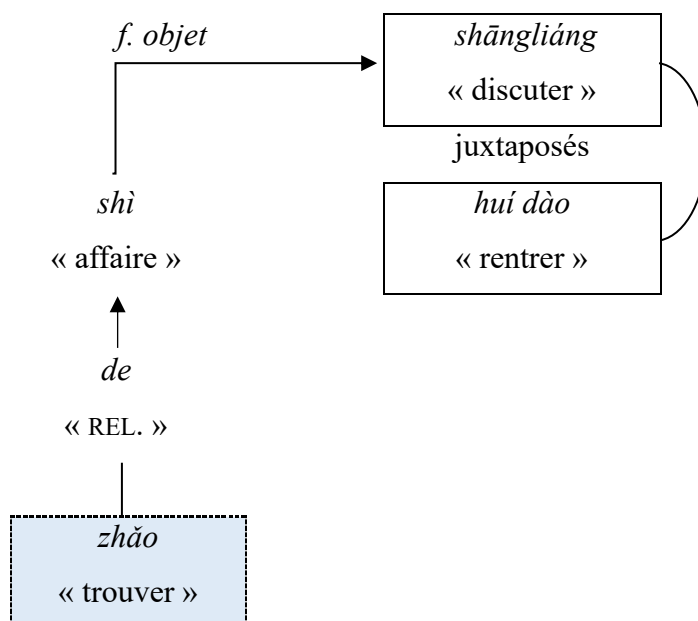 f. objet
shāngliáng
« discuter »
juxtaposés
huí dào
« rentrer »
shì
« affaire »
de
« REL. »
zhǎo
« trouver »